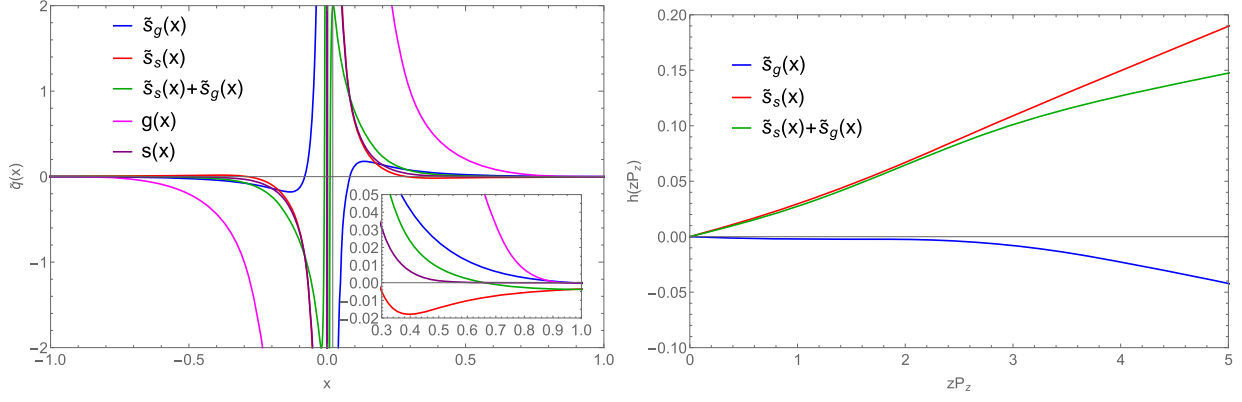 s̃g(x)
s̃s(x)
s̃s(x)+s̃g(x)
g(x)
s(x)
q̃(x)
2
1
0
−1
−2
−1.0 −0.5 0.0 0.5 1.0
x
0.05
0.04
0.03
0.02
0.01
0.00
−0.01
−0.02
0.3 0.4 0.5 0.6 0.7 0.8 0.9 1.0
s̃g(x)
s̃s(x)
s̃s(x)+s̃g(x)
h(zPz)
0.20
0.15
0.10
0.05
0.00
−0.05
−0.10
0 1 2 3 4 5
zPz